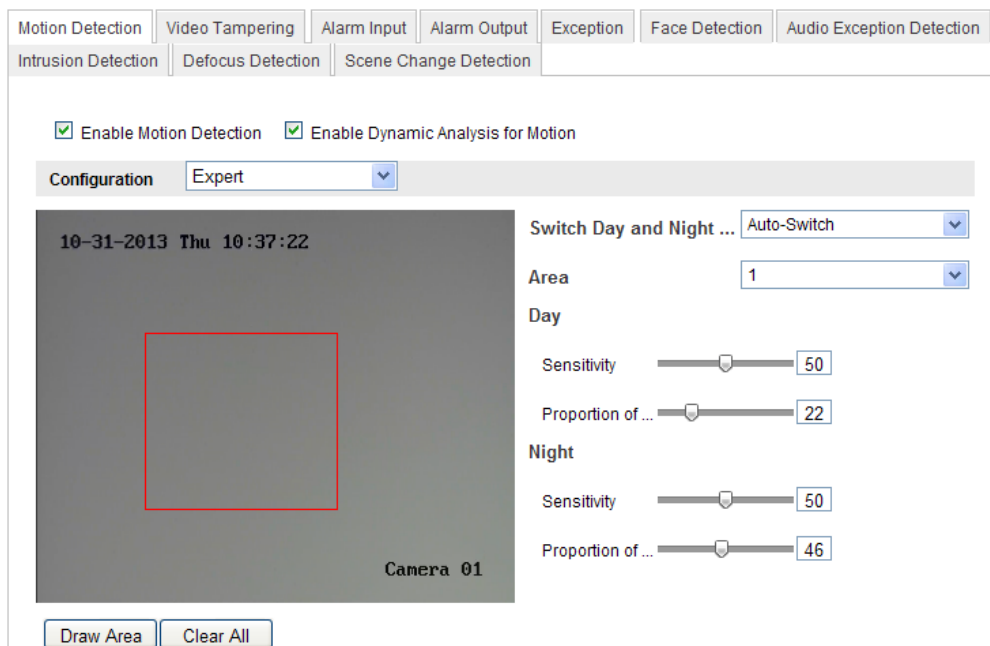 Motion Detection Video Tampering Alarm Input Alarm Output Exception Face Detection Audio Exception Detection
Intrusion Detection Defocus Detection Scene Change Detection
Enable Motion Detection Enable Dynamic Analysis for Motion
Configuration Expert
10-31-2013 Thu 10:37:22
Camera 01
Switch Day and Night ... Auto-Switch
Area 1
Day
Sensitivity 50
Proportion of ... 22
Night
Sensitivity 50
Proportion of ... 46
Draw Area Clear All